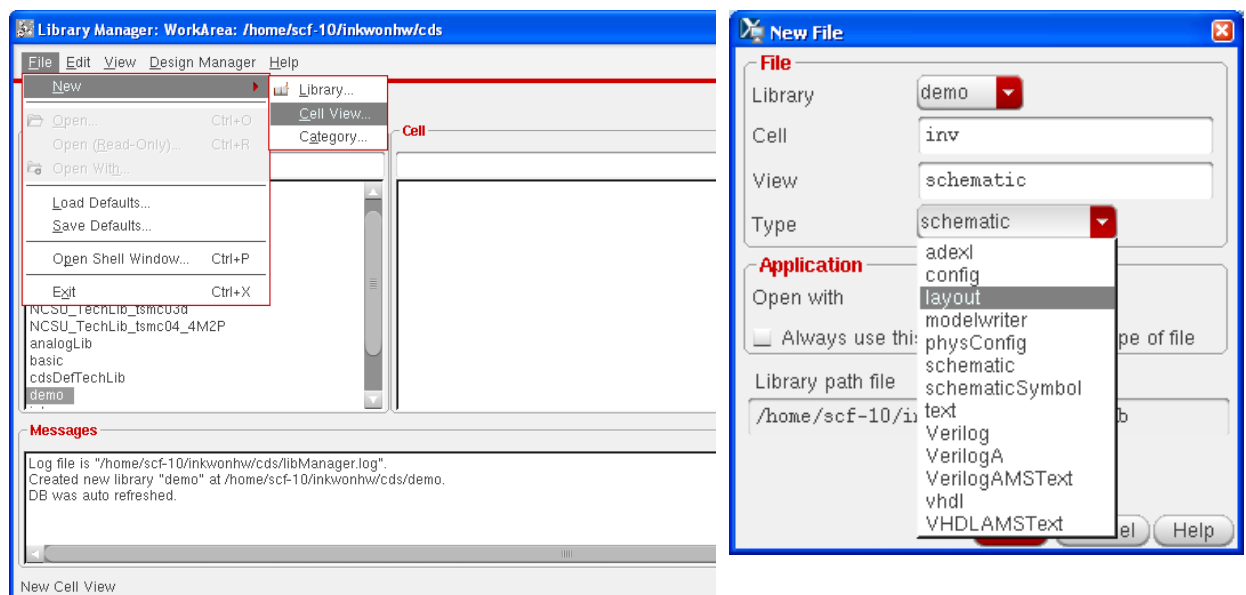 Library Manager: WorkArea: /home/scf-10/inkwonhw/cds
File Edit View Design Manager Help
New
Library...
Cell View...
Category...
Open... Ctrl+O
Open (Read-Only)... Ctrl+R
Open With...
Load Defaults...
Save Defaults...
Open Shell Window... Ctrl+P
Exit Ctrl+X
Cell
NCSU_TechLib_tsmc03d
NCSU_TechLib_tsmc04_4M2P
analogLib
basic
cdsDefTechLib
demo
Messages
Log file is "/home/scf-10/inkwonhw/cds/libManager.log".
Created new library "demo" at /home/scf-10/inkwonhw/cds/demo.
DB was auto refreshed.
New Cell View
New File
File
Library demo
Cell inv
View schematic
Type schematic
adexl
config
layout
modelwriter
physConfig
schematic
schematicSymbol
text
Verilog
VerilogA
VerilogAMSText
vhdl
VHDLAMSText
Application
Open with
Always use this pe of file
Library path file
/home/scf-10/in b
el Help